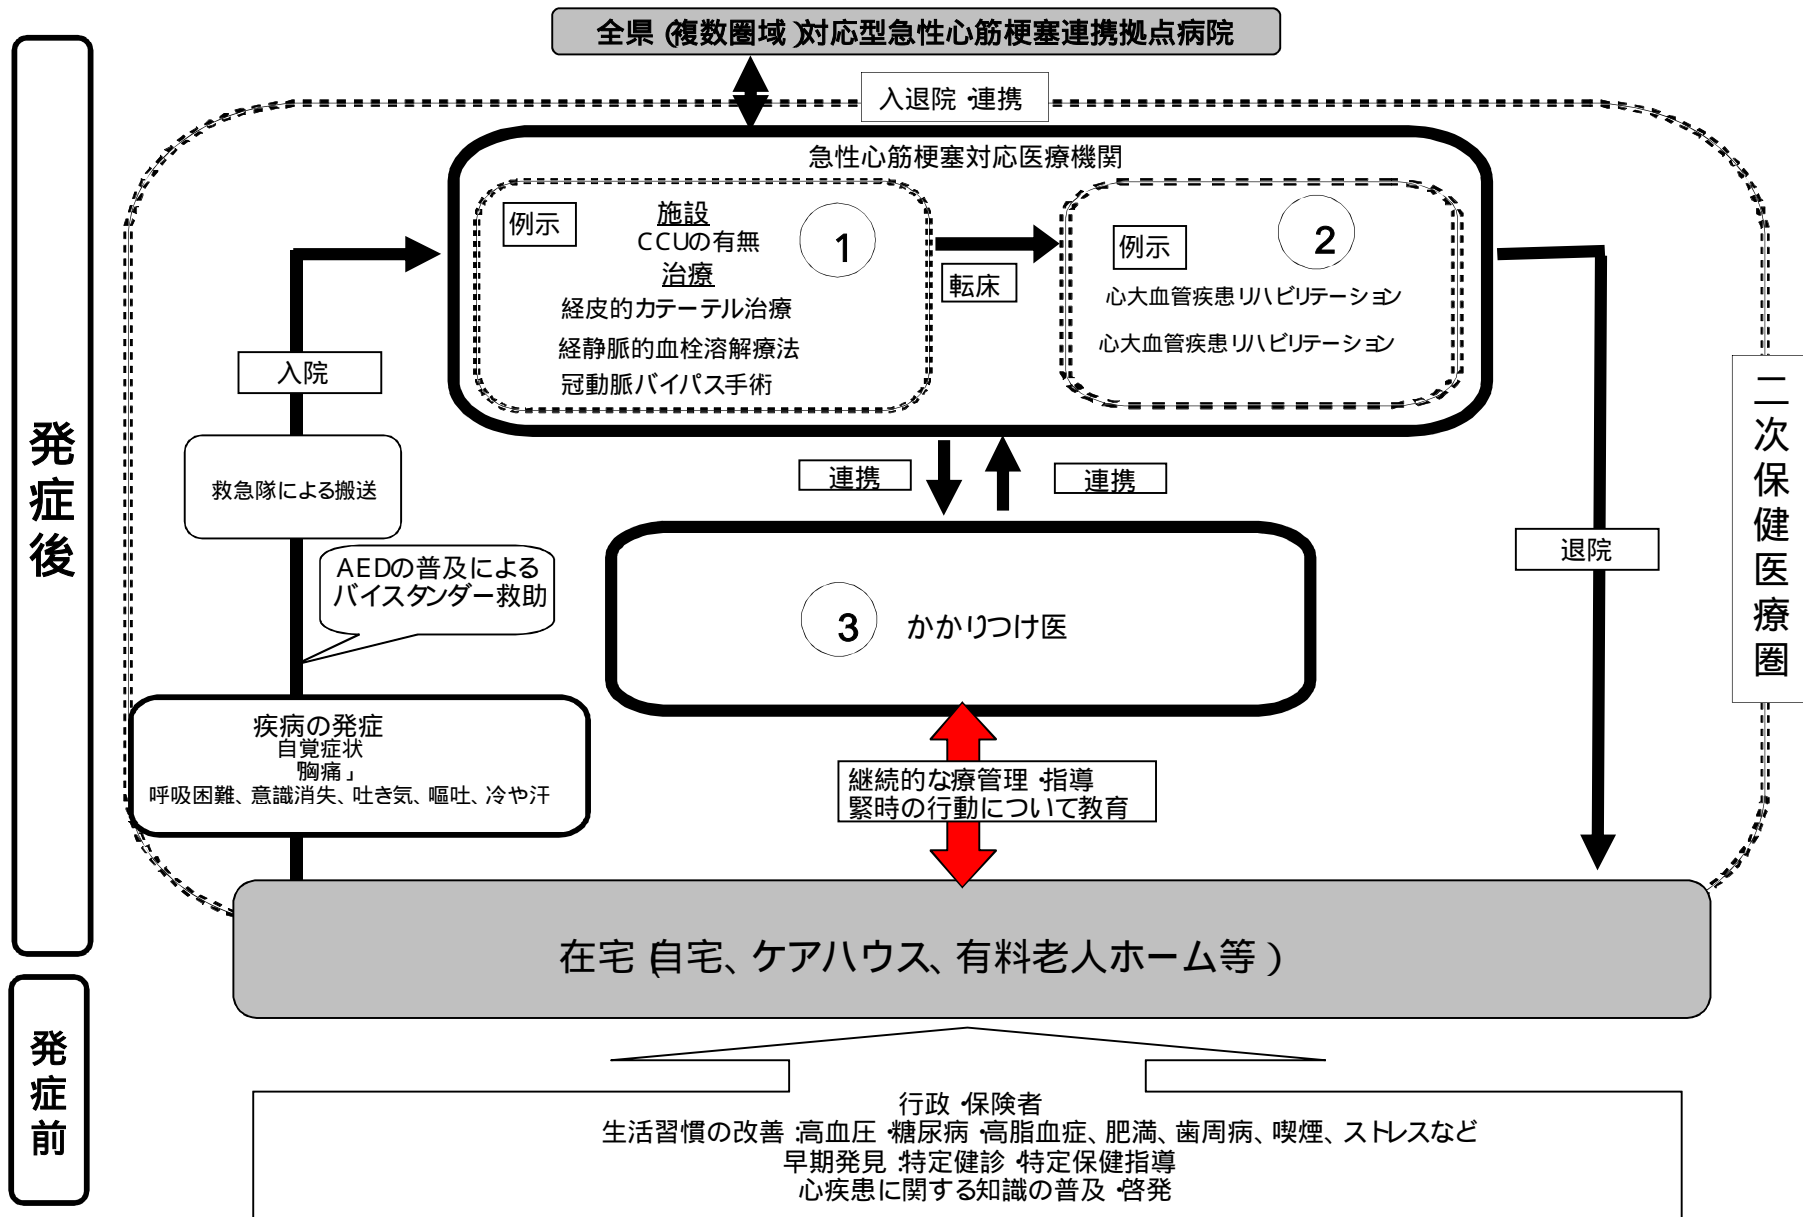 全県（複数圏域）対応型急性心筋梗塞連携拠点病院
入退院・連携
急性心筋梗塞対応医療機関
例示
施設
CCUの有無
治療
経皮的カテーテル治療
経静脈的血栓溶解療法
冠動脈バイパス手術
1
転床
例示
2
心大血管疾患リハビリテーション
心大血管疾患リハビリテーション
入院
救急隊による搬送
AEDの普及による
バイスタンダー救助
連携
連携
3 かかりつけ医
退院
二次保健医療圏
発症後
疾病の発症
自覚症状
「胸痛」
呼吸困難、意識消失、吐き気、嘔吐、冷や汗
継続的な療管理・指導
緊時の行動について教育
在宅（自宅、ケアハウス、有料老人ホーム等）
発症前
行政・保険者
生活習慣の改善：高血圧・糖尿病・高脂血症、肥満、歯周病、喫煙、ストレスなど
早期発見：特定健診・特定保健指導
心疾患に関する知識の普及・啓発